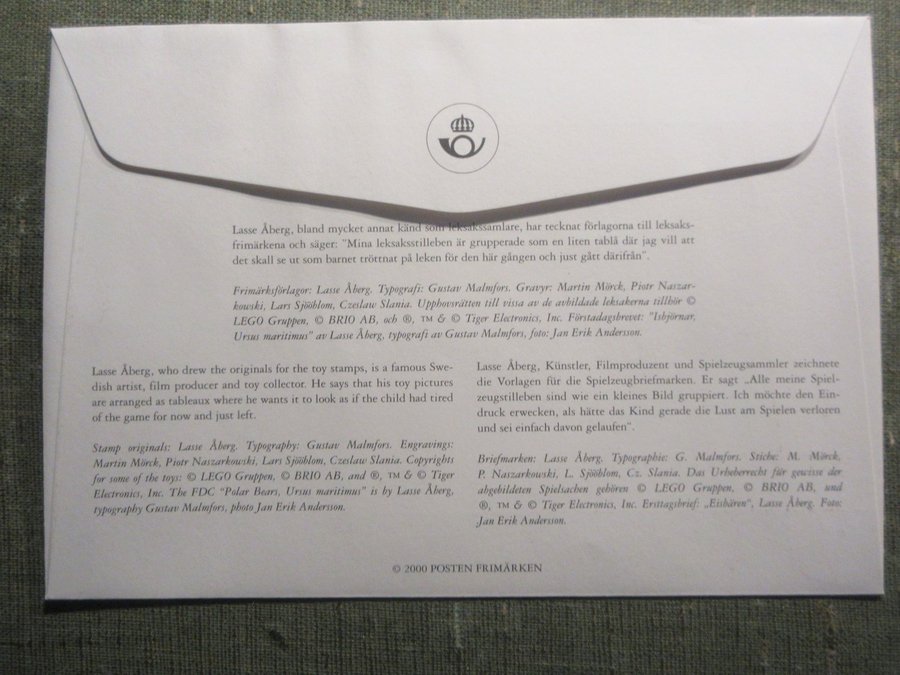 Lasse Åberg, bland mycket annat känd som leksakssamlare, har tecknat förlagorna till leksaks-
frimärkena och säger: "Mina leksaksstilleben är grupperade som en liten tablå där jag vill att
det skall se ut som barnet tröttnat på leken för den här gången och just gått därifrån".
Frimärksförlagor: Lasse Åberg. Typografi: Gustav Malmfors. Gravyr: Martin Mörck, Piotr Naszar-
kowski, Lars Sjööblom, Czeslaw Slania. Upphovsrätten till vissa av de avbildade leksakerna tillhör ©
LEGO Gruppen, © BRIO AB, och ®, ™ & © Tiger Electronics, Inc. Förstadagsbrevet: "Isbjörnar,
Ursus maritimus" av Lasse Åberg, typografi av Gustav Malmfors, foto: Jan Erik Andersson.
Lasse Åberg, who drew the originals for the toy stamps, is a famous Swe-
dish artist, film producer and toy collector. He says that his toy pictures
are arranged as tableaux where he wants it to look as if the child had tired
of the game for now and just left.
Stamp originals: Lasse Åberg. Typography: Gustav Malmfors. Engravings:
Martin Mörck, Piotr Naszarkowski, Lars Sjööblom, Czeslaw Slania. Copyrights
for some of the toys: © LEGO Gruppen, © BRIO AB, and ®, ™ & © Tiger
Electronics, Inc. The FDC "Polar Bears, Ursus maritimus" is by Lasse Åberg,
typography Gustav Malmfors, photo Jan Erik Andersson.
Lasse Åberg, Künstler, Filmproduzent und Spielzeugsammler zeichnete
die Vorlagen für die Spielzeugbriefmarken. Er sagt „Alle meine Spiel-
zeugstilleben sind wie ein kleines Bild gruppiert. Ich möchte den Ein-
druck erwecken, als hätte das Kind gerade die Lust am Spielen verloren
und sei einfach davon gelaufen“.
Briefmarken: Lasse Åberg. Typographie: G. Malmfors. Stiche: M. Mörck,
P. Naszarkowski, L. Sjööblom, Cz. Slania. Das Urheberecht für gewisse der
abgebildeten Spielsachen gehören © LEGO Gruppen, © BRIO AB, und
®, ™ & © Tiger Electronics, Inc. Ersttagsbrief: „Eisbären“, Lasse Åberg. Foto:
Jan Erik Andersson.
© 2000 POSTEN FRIMÄRKEN